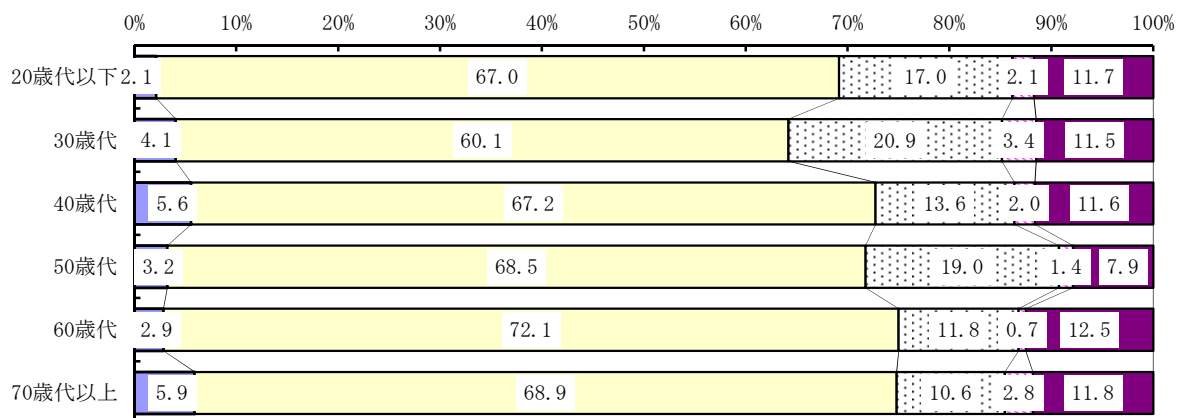 0% 10% 20% 30% 40% 50% 60% 70% 80% 90% 100%
20歳代以下 2.1 67.0 17.0 2.1 11.7
30歳代 4.1 60.1 20.9 3.4 11.5
40歳代 5.6 67.2 13.6 2.0 11.6
50歳代 3.2 68.5 19.0 1.4 7.9
60歳代 2.9 72.1 11.8 0.7 12.5
70歳代以上 5.9 68.9 10.6 2.8 11.8